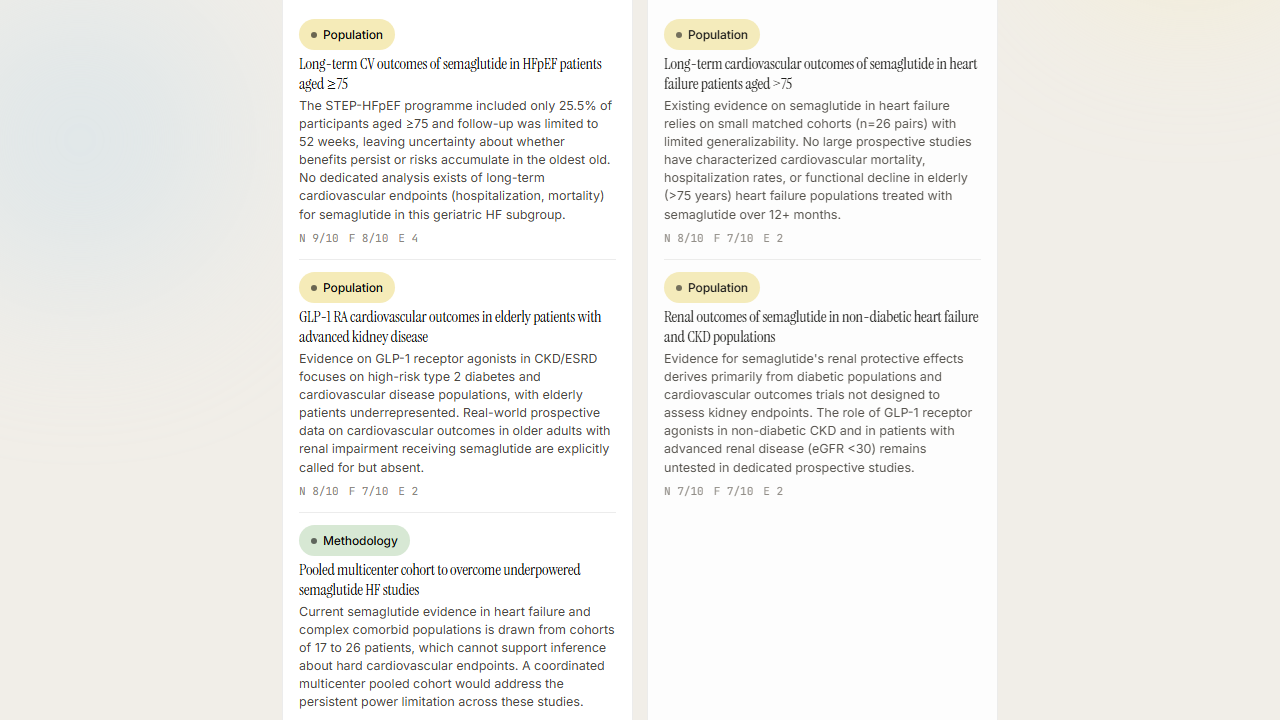 Population
Long-term CV outcomes of semaglutide in HFpEF patients
aged ≥75
The STEP-HFpEF programme included only 25.5% of
participants aged ≥75 and follow-up was limited to
52 weeks, leaving uncertainty about whether
benefits persist or risks accumulate in the oldest old.
No dedicated analysis exists of long-term
cardiovascular endpoints (hospitalization, mortality)
for semaglutide in this geriatric HF subgroup.
N 9/10 F 8/10 E 4
Population
GLP-1 RA cardiovascular outcomes in elderly patients with
advanced kidney disease
Evidence on GLP-1 receptor agonists in CKD/ESRD
focuses on high-risk type 2 diabetes and
cardiovascular disease populations, with elderly
patients underrepresented. Real-world prospective
data on cardiovascular outcomes in older adults with
renal impairment receiving semaglutide are explicitly
called for but absent.
N 8/10 F 7/10 E 2
Methodology
Pooled multicenter cohort to overcome underpowered
semaglutide HF studies
Current semaglutide evidence in heart failure and
complex comorbid populations is drawn from cohorts
of 17 to 26 patients, which cannot support inference
about hard cardiovascular endpoints. A coordinated
multicenter pooled cohort would address the
persistent power limitation across these studies.
Population
Long-term cardiovascular outcomes of semaglutide in heart
failure patients aged >75
Existing evidence on semaglutide in heart failure
relies on small matched cohorts (n=26 pairs) with
limited generalizability. No large prospective studies
have characterized cardiovascular mortality,
hospitalization rates, or functional decline in elderly
(>75 years) heart failure populations treated with
semaglutide over 12+ months.
N 8/10 F 7/10 E 2
Population
Renal outcomes of semaglutide in non-diabetic heart failure
and CKD populations
Evidence for semaglutide's renal protective effects
derives primarily from diabetic populations and
cardiovascular outcomes trials not designed to
assess kidney endpoints. The role of GLP-1 receptor
agonists in non-diabetic CKD and in patients with
advanced renal disease (eGFR <30) remains
untested in dedicated prospective studies.
N 7/10 F 7/10 E 2